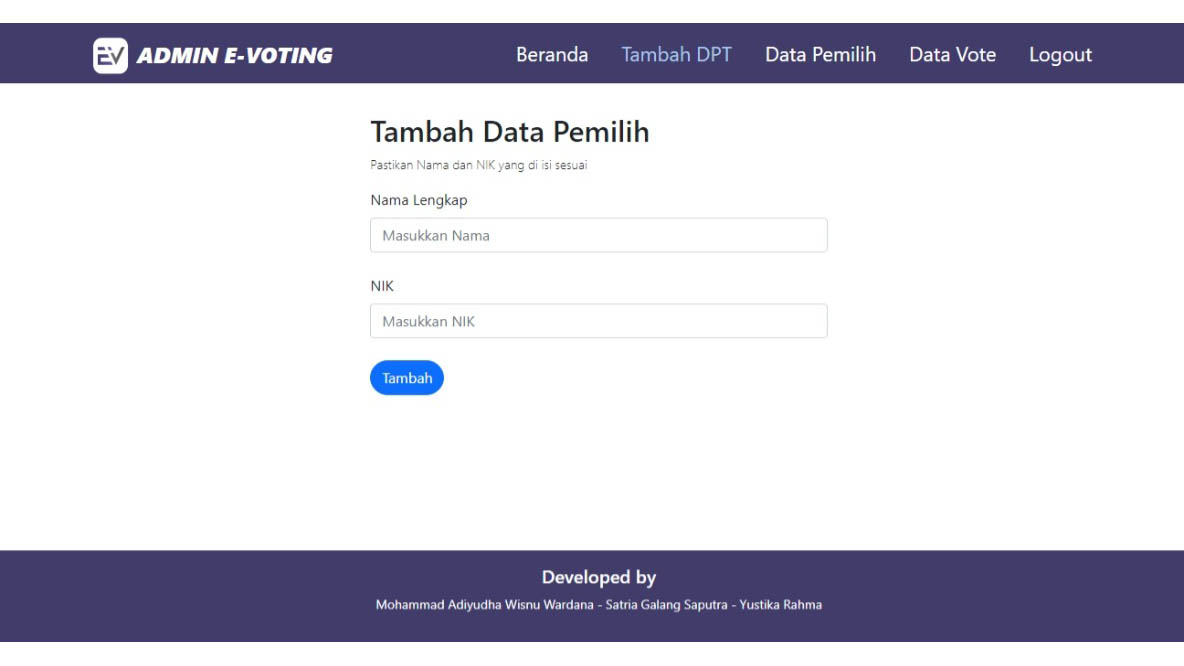 EV ADMIN E-VOTING Beranda Tambah DPT Data Pemilih Data Vote Logout
Tambah Data Pemilih
Pastikan Nama dan NIK yang di isi sesuai
Nama Lengkap
Masukkan Nama
NIK
Masukkan NIK
Tambah
Developed by
Mohammad Adiyudha Wisnu Wardana - Satria Galang Saputra - Yustika Rahma